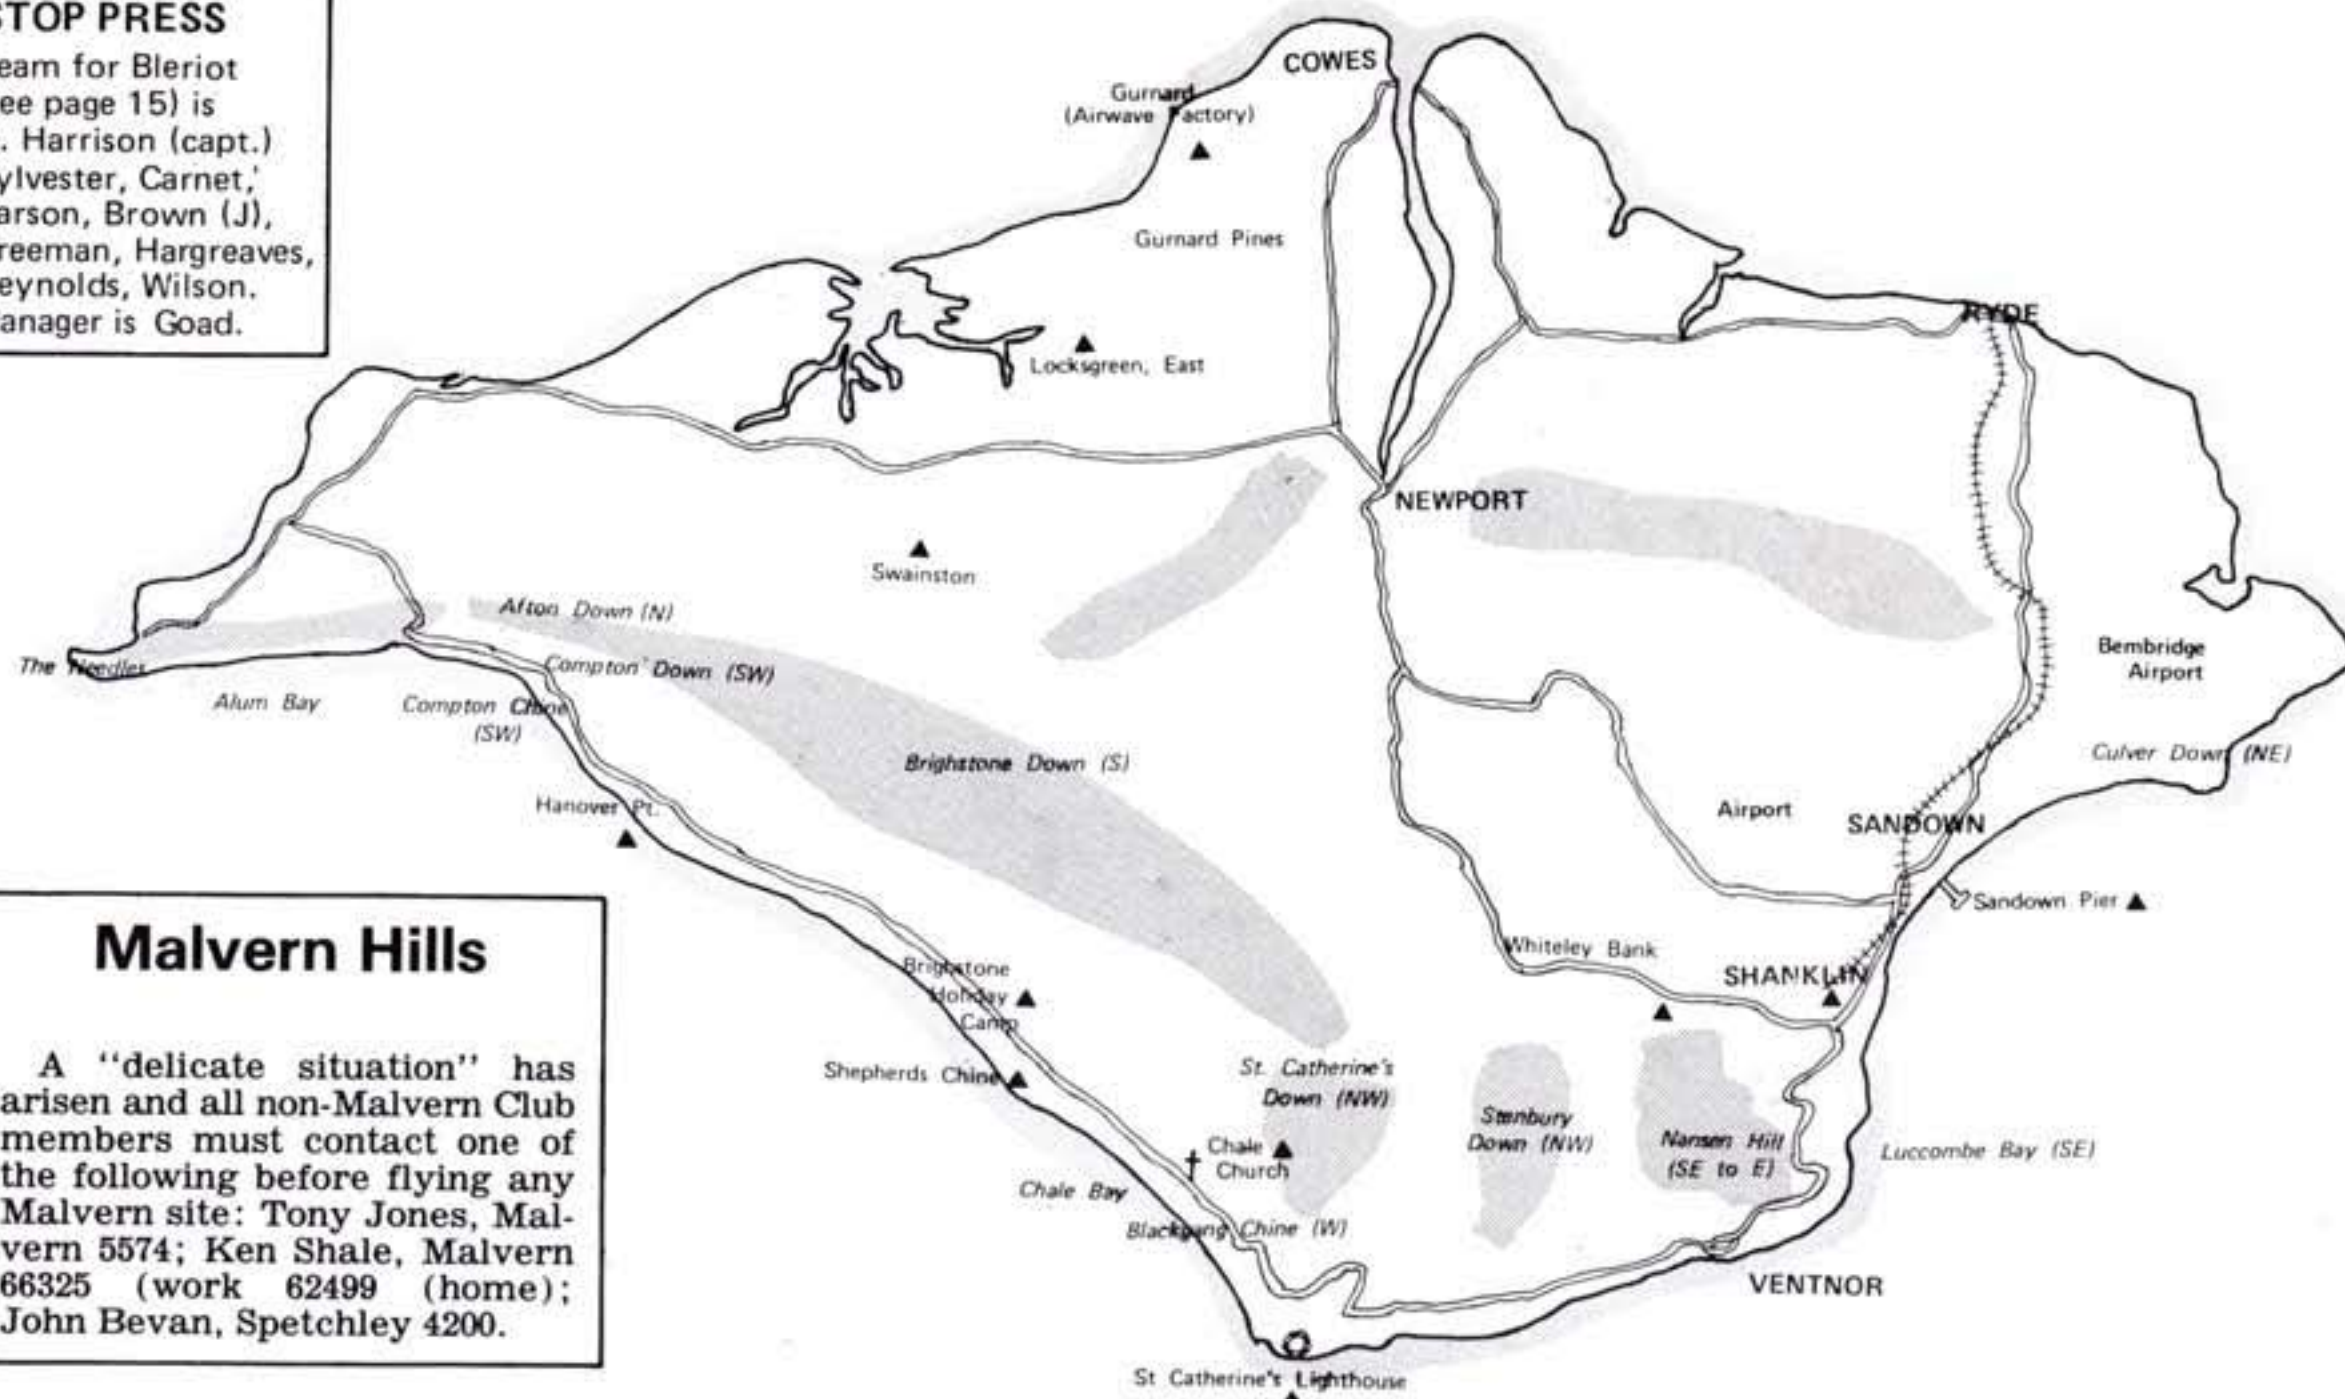 STOP PRESS
eam for Bleriot
ee page 15) is
. Harrison (capt.)
ylvester, Carnet,'
arson, Brown (J),
reeman, Hargreaves,
eynolds, Wilson.
anager is Goad.
COWES
Gurnard
(Airwave Factory)
Gurnard Pines
Locksgreen, East
RYDE
NEWPORT
Swainston
Afton Down (N)
Compton Down (SW)
The Needles
Alum Bay
Compton Chine
(SW)
Bembridge
Airport
Culver Down (NE)
Brighstone Down (S)
Hanover Pt.
Airport
SANDOWN
Sandown Pier
Whiteley Bank
SHANKLIN
Brighstone
Holiday
Camp
Shepherds Chine
St. Catherine's
Down (NW)
Stenbury
Down (NW)
Nansen Hill
(SE to E)
Luccombe Bay (SE)
Chale
Church
Chale Bay
Blackgang Chine (W)
VENTNOR
St Catherine's Lighthouse
Malvern Hills
A “delicate situation” has
arisen and all non-Malvern Club
members must contact one of
the following before flying any
Malvern site: Tony Jones, Mal-
vern 5574; Ken Shale, Malvern
66325 (work 62499 (home);
John Bevan, Spetchley 4200.